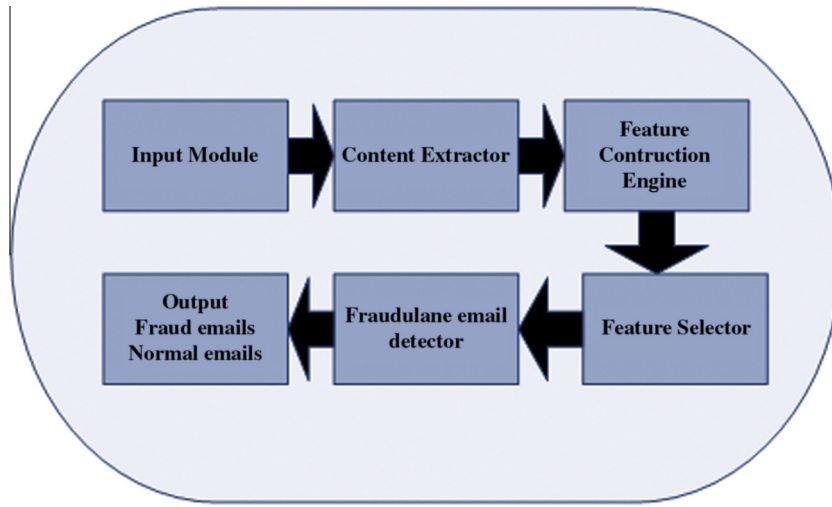 Input Module
Content Extractor
Feature
Contruction
Engine
Feature Selector
Fraudulane email
detector
Output
Fraud emails
Normal emails